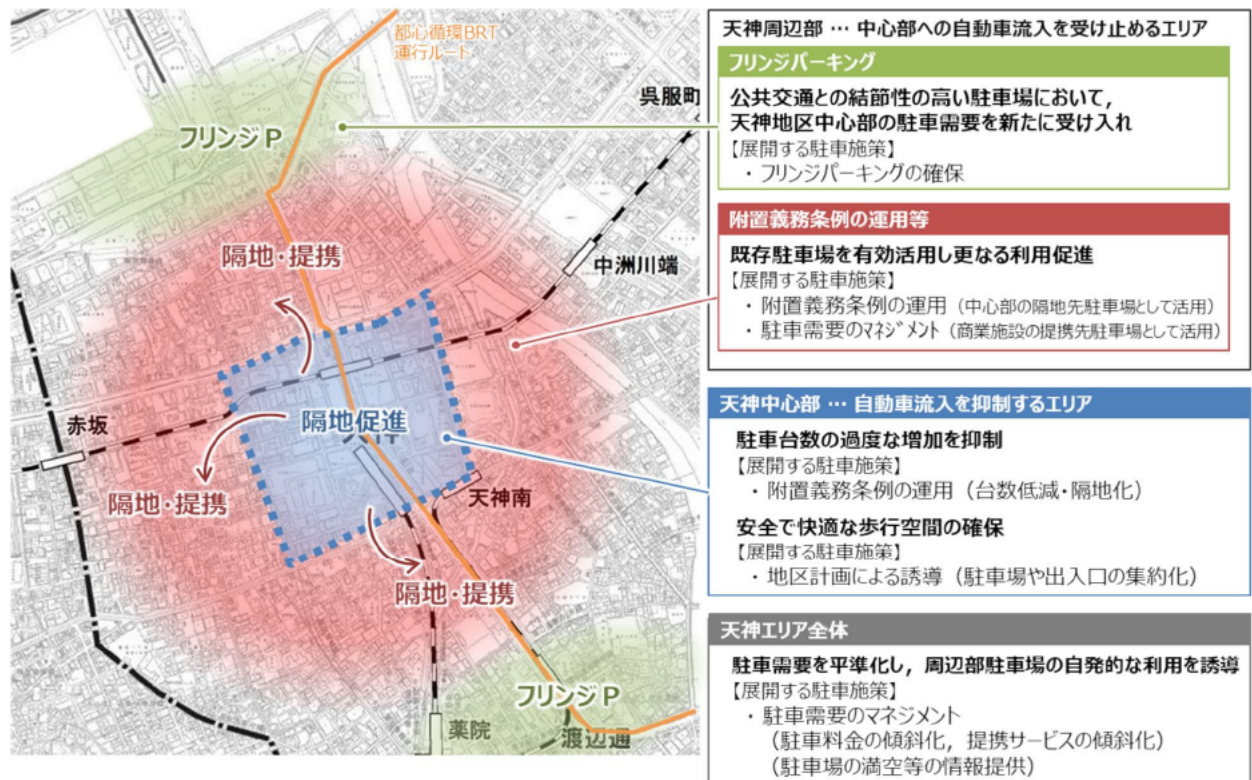 都心循環BRT
運行ルート
呉服町
フリンジP
隔地・提携
中洲川端
隔地促進
赤坂
天神南
隔地・提携
隔地・提携
フリンジP
薬院
渡辺通
天神周辺部 … 中心部への自動車流入を受け止めるエリア
フリンジパーキング
公共交通との結節性の高い駐車場において，
天神地区中心部の駐車需要を新たに受け入れ
【展開する駐車施策】
・フリンジパーキングの確保
附置義務条例の運用等
既存駐車場を有効活用し更なる利用促進
【展開する駐車施策】
・附置義務条例の運用（中心部の隔地先駐車場として活用）
・駐車需要のマネジメント（商業施設の提携先駐車場として活用）
天神中心部 … 自動車流入を抑制するエリア
駐車台数の過度な増加を抑制
【展開する駐車施策】
・附置義務条例の運用（台数低減・隔地化）
安全で快適な歩行空間の確保
【展開する駐車施策】
・地区計画による誘導（駐車場や出入口の集約化）
天神エリア全体
駐車需要を平準化し，周辺部駐車場の自発的な利用を誘導
【展開する駐車施策】
・駐車需要のマネジメント
（駐車料金の傾斜化，提携サービスの傾斜化）
（駐車場の満空等の情報提供）